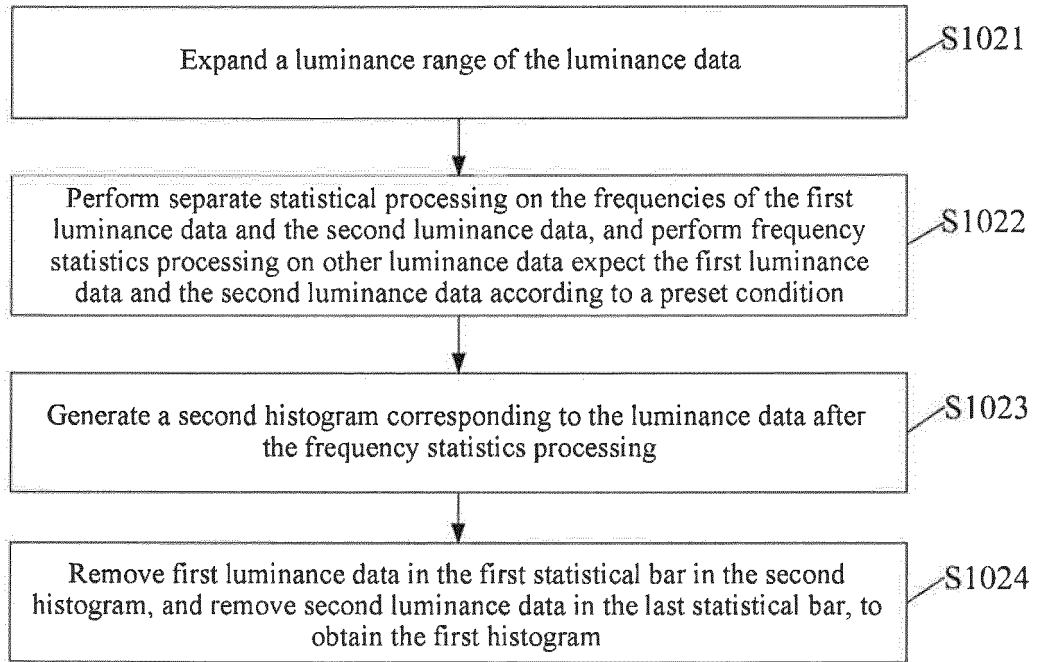 Expand a luminance range of the luminance data
S1021
Perform separate statistical processing on the frequencies of the first
luminance data and the second luminance data, and perform frequency
statistics processing on other luminance data expect the first luminance
data and the second luminance data according to a preset condition
S1022
Generate a second histogram corresponding to the luminance data after
the frequency statistics processing
S1023
Remove first luminance data in the first statistical bar in the second
histogram, and remove second luminance data in the last statistical bar, to
obtain the first histogram
S1024